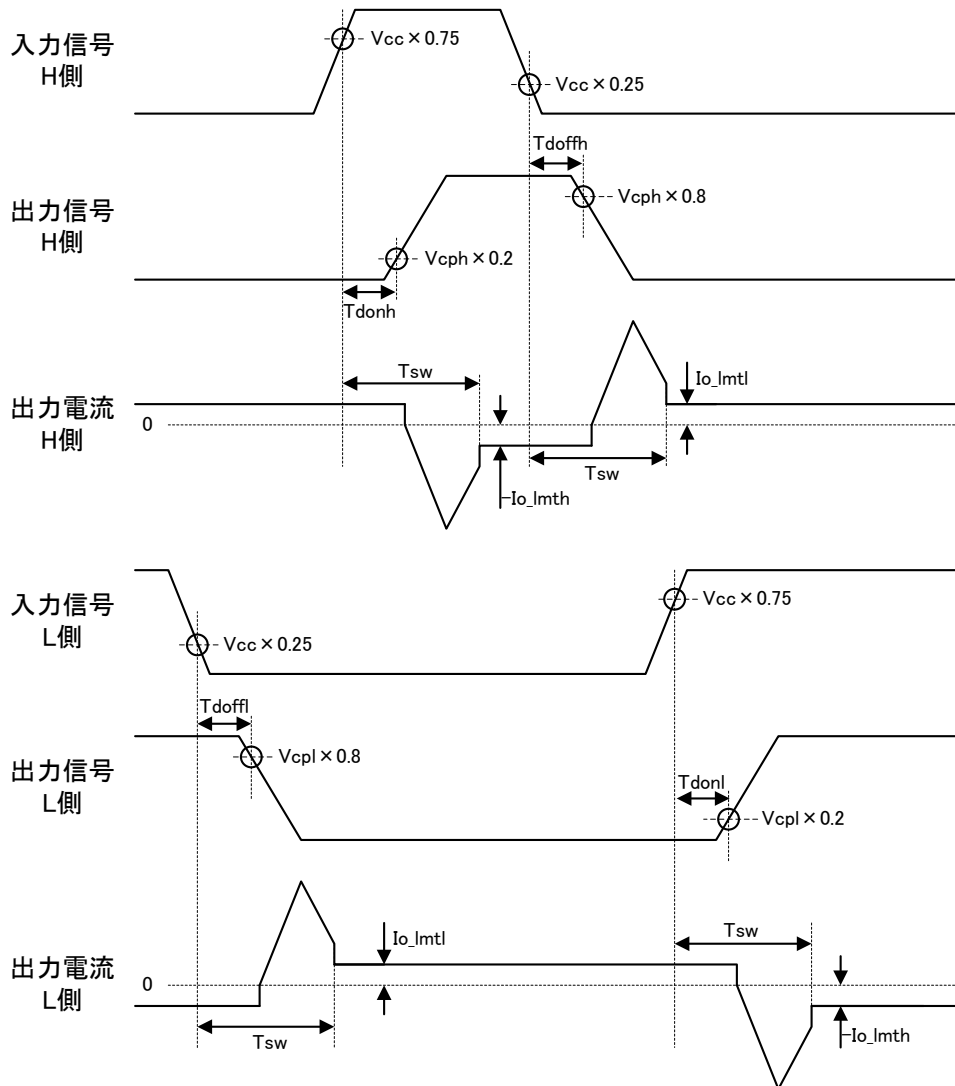 入力信号
H側
Vcc×0.75
Vcc×0.25
Tdoffh
出力信号
H側
Vcph×0.8
Vcph×0.2
Tdonh
Tsw
Io_lmtl
出力電流
H側
0
Tsw
-Io_lmth
入力信号
L側
Vcc×0.25
Vcc×0.75
Tdoffl
出力信号
L側
Vcpl×0.8
Tdonl
Vcpl×0.2
Io_lmtl
Tsw
出力電流
L側
0
Tsw
-Io_lmth